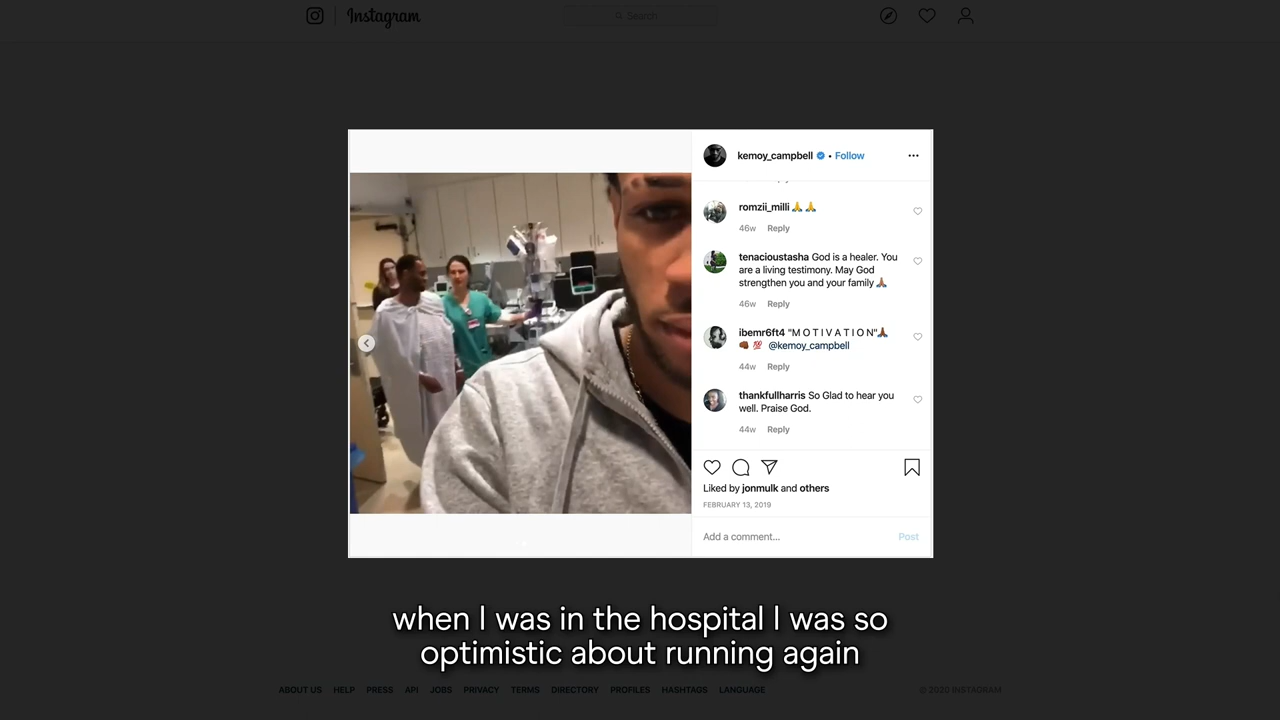 Instagram
Search
kemoy_campbell • Follow
romzii_milli🙏🙏
46w Reply
tenacioustasha God is a healer. You
are a living testimony. May God
strengthen you and your family🙏🏾
46w Reply
ibemr6ft4 "M O T I V A T I O N"🙏🏾
👊🏾 💯 @kemoy_campbell
44w Reply
thankfullharris So Glad to hear you
well. Praise God.
44w Reply
Liked by jonmulk and others
FEBRUARY 13, 2019
Add a comment... Post
when I was in the hospital I was so
optimistic about running again
ABOUT US HELP PRESS API JOBS PRIVACY TERMS DIRECTORY PROFILES HASHTAGS LANGUAGE © 2020 INSTAGRAM